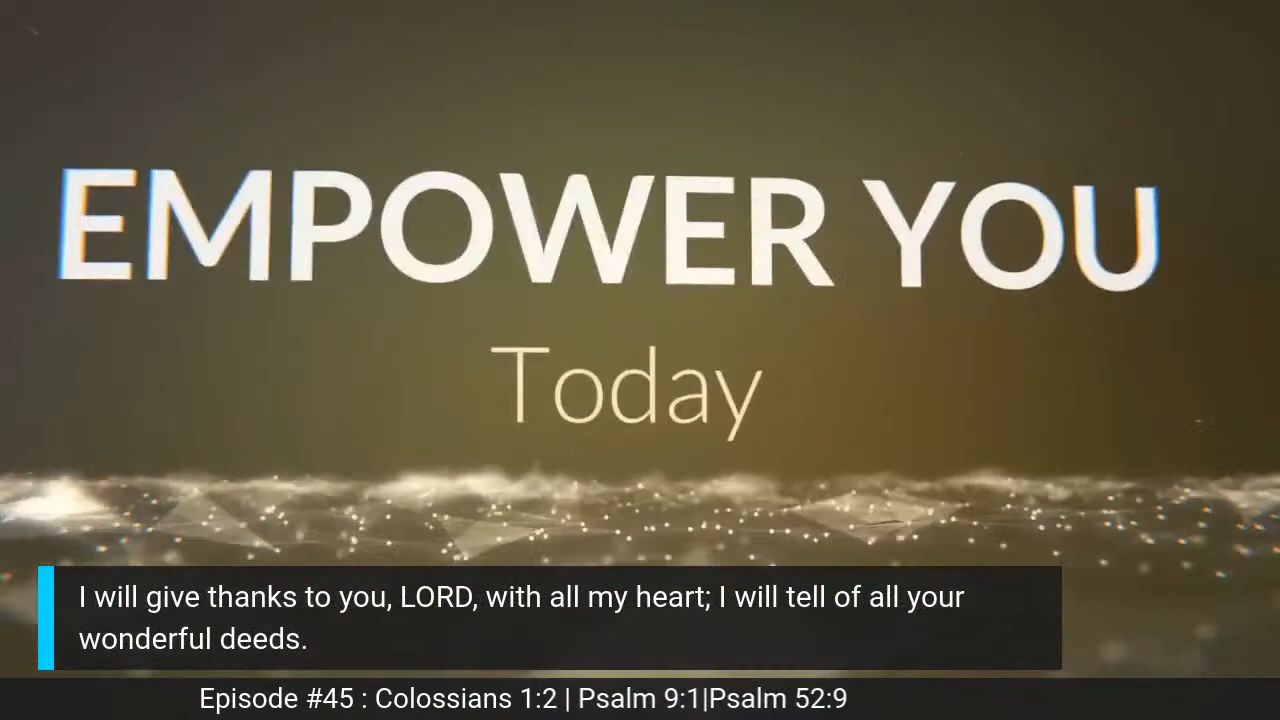 EMPOWER YOU
Today
I will give thanks to you, LORD, with all my heart; I will tell of all your
wonderful deeds.
Episode #45 : Colossians 1:2 | Psalm 9:1|Psalm 52:9